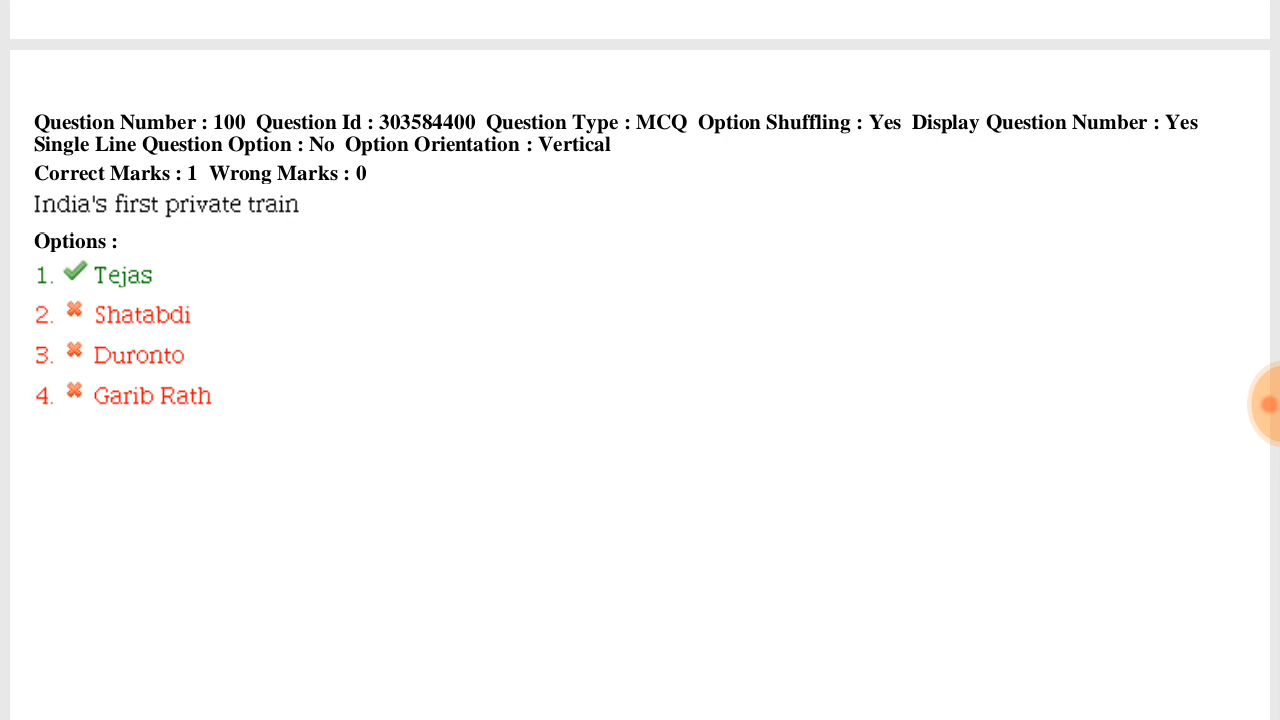 Question Number : 100 Question Id : 303584400 Question Type : MCQ Option Shuffling : Yes Display Question Number : Yes
Single Line Question Option : No Option Orientation : Vertical
Correct Marks : 1 Wrong Marks : 0
India's first private train
Options :
1. Tejas
2. Shatabdi
3. Duronto
4. Garib Rath